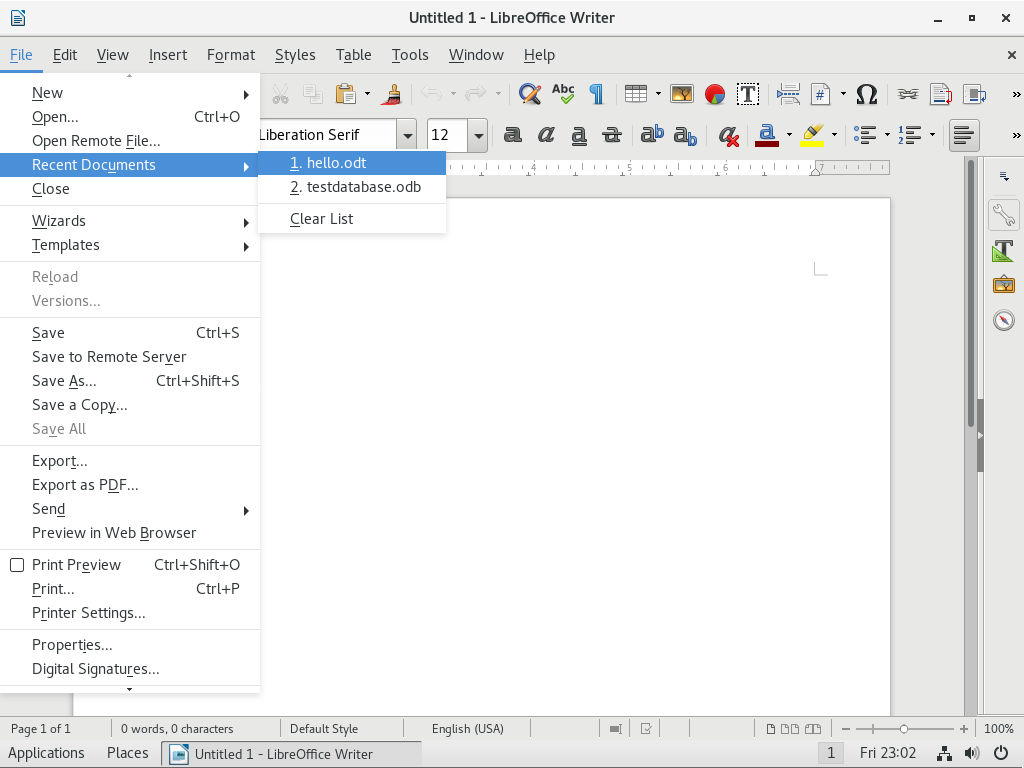 Untitled 1 - LibreOffice Writer
File Edit View Insert Format Styles Table Tools Window Help
New
Open... Ctrl+O
Open Remote File...
Recent Documents
Close
Wizards
Templates
Reload
Versions...
Save Ctrl+S
Save to Remote Server
Save As... Ctrl+Shift+S
Save a Copy...
Save All
Export...
Export as PDF...
Send
Preview in Web Browser
Print Preview Ctrl+Shift+O
Print... Ctrl+P
Printer Settings...
Properties...
Digital Signatures...
1. hello.odt
2. testdatabase.odb
Clear List
Abc
Liberation Serif 12
4 5 6 7
Page 1 of 1 0 words, 0 characters Default Style English (USA) 100%
Applications Places Untitled 1 - LibreOffice Writer 1 Fri 23:02